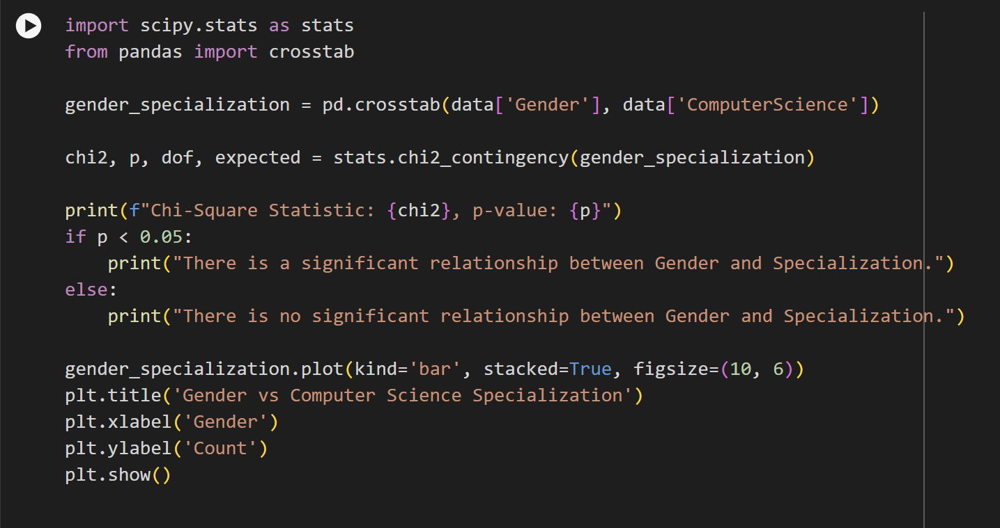 import scipy.stats as stats
from pandas import crosstab
gender_specialization = pd.crosstab(data['Gender'], data['ComputerScience'])
chi2, p, dof, expected = stats.chi2_contingency(gender_specialization)
print(f"Chi-Square Statistic: {chi2}, p-value: {p}")
if p < 0.05:
    print("There is a significant relationship between Gender and Specialization.")
else:
    print("There is no significant relationship between Gender and Specialization.")
gender_specialization.plot(kind='bar', stacked=True, figsize=(10, 6))
plt.title('Gender vs Computer Science Specialization')
plt.xlabel('Gender')
plt.ylabel('Count')
plt.show()